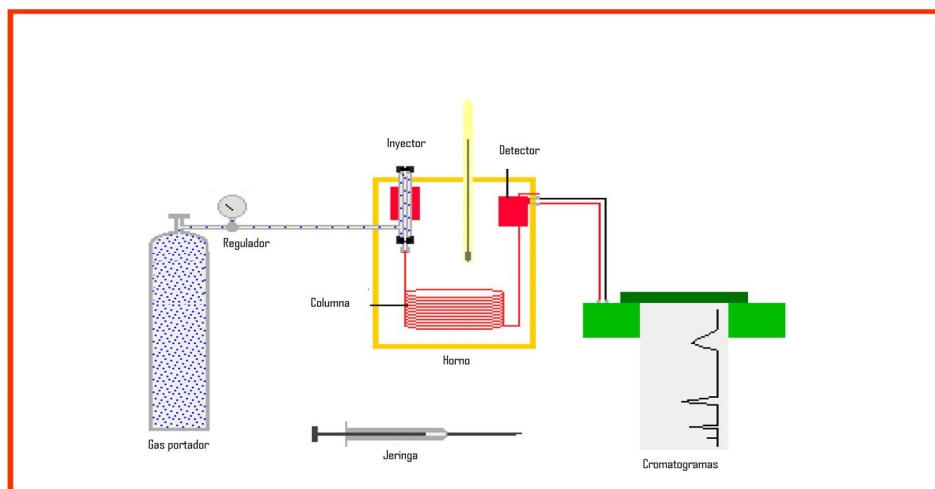 Inyector
Detector
Regulador
Columna
Horno
Gas portador
Jeringa
Cromatogramas